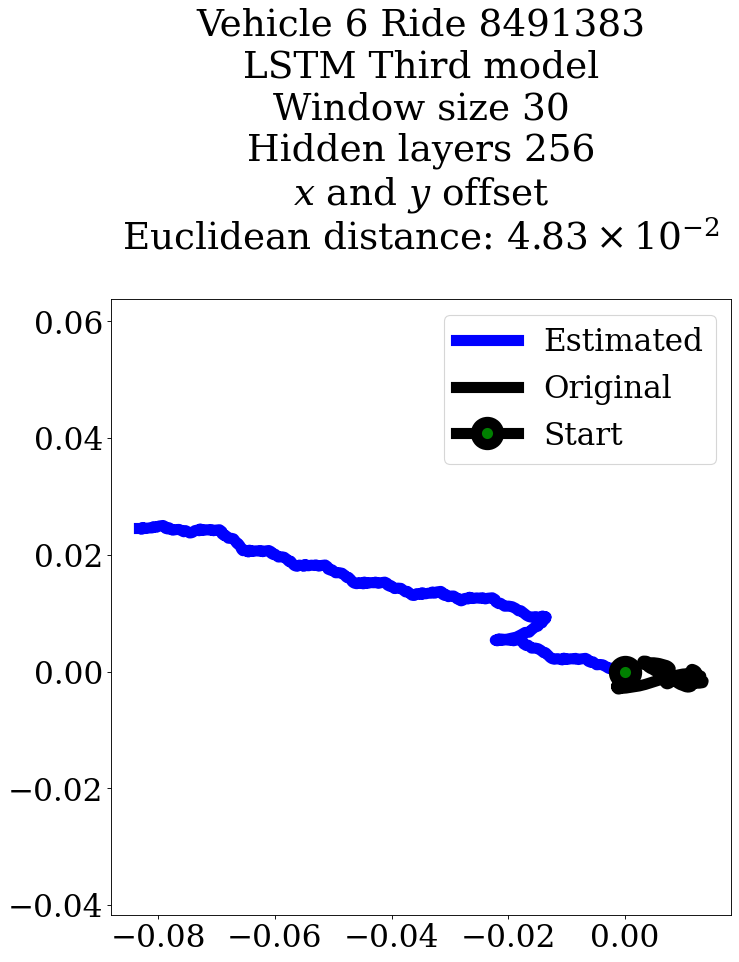 Vehicle 6 Ride 8491383
LSTM Third model
Window size 30
Hidden layers 256
x and y offset
Euclidean distance: 4.83 × 10⁻²
Estimated
Original
Start
0.06
0.04
0.02
0.00
−0.02
−0.04
−0.08 −0.06 −0.04 −0.02 0.00